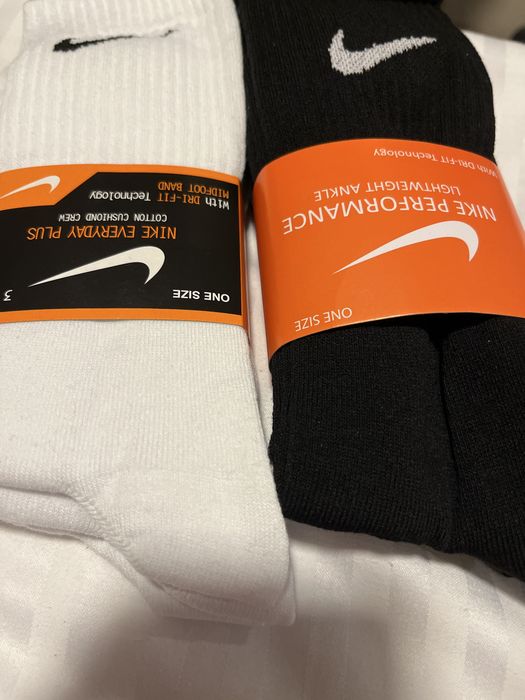 ONE SIZE
3
NIKE EVERYDAY PLUS
COTTON CUSHIOND CREW
With DRI-FIT Technology
MIDFOOT BAND
ONE SIZE
NIKE PERFORMANCE
LIGHTWEIGHT ANKLE
With DRI-FIT Technology